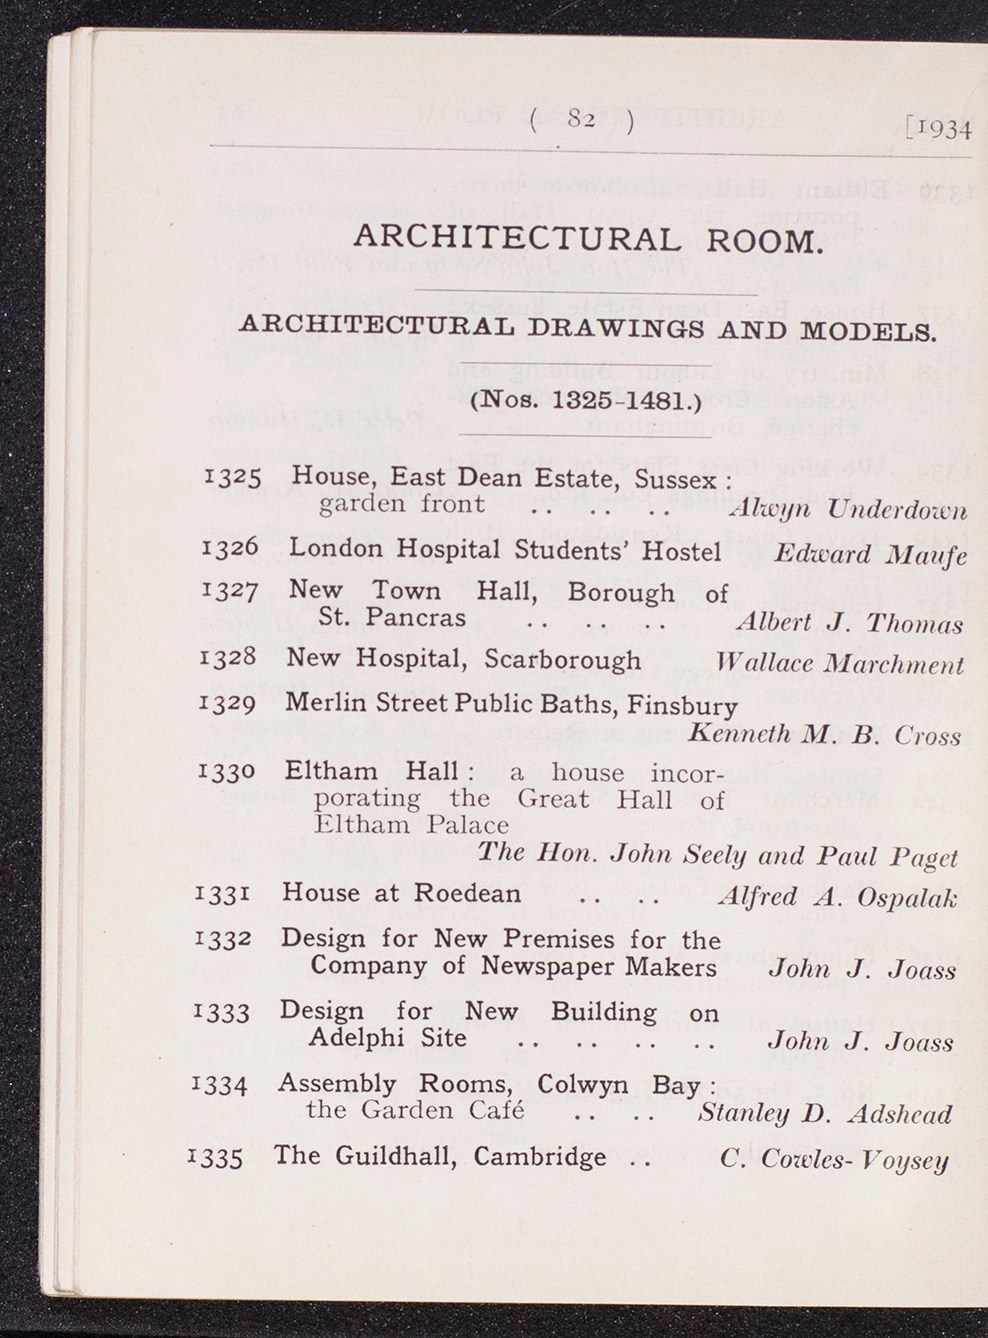 ( 82 ) [1934
ARCHITECTURAL ROOM.
ARCHITECTURAL DRAWINGS AND MODELS.
(Nos. 1325-1481.)
1325 House, East Dean Estate, Sussex :
garden front .. .. .. Alwyn Underdown
1326 London Hospital Students' Hostel Edward Maufe
1327 New Town Hall, Borough of
St. Pancras .. .. .. Albert J. Thomas
1328 New Hospital, Scarborough Wallace Marchment
1329 Merlin Street Public Baths, Finsbury
Kenneth M. B. Cross
1330 Eltham Hall : a house incor-
porating the Great Hall of
Eltham Palace
The Hon. John Seely and Paul Paget
1331 House at Roedean .. .. Alfred A. Ospalak
1332 Design for New Premises for the
Company of Newspaper Makers John J. Joass
1333 Design for New Building on
Adelphi Site .. .. .. .. John J. Joass
1334 Assembly Rooms, Colwyn Bay :
the Garden Café .. .. Stanley D. Adshead
1335 The Guildhall, Cambridge .. C. Cowles-Voysey